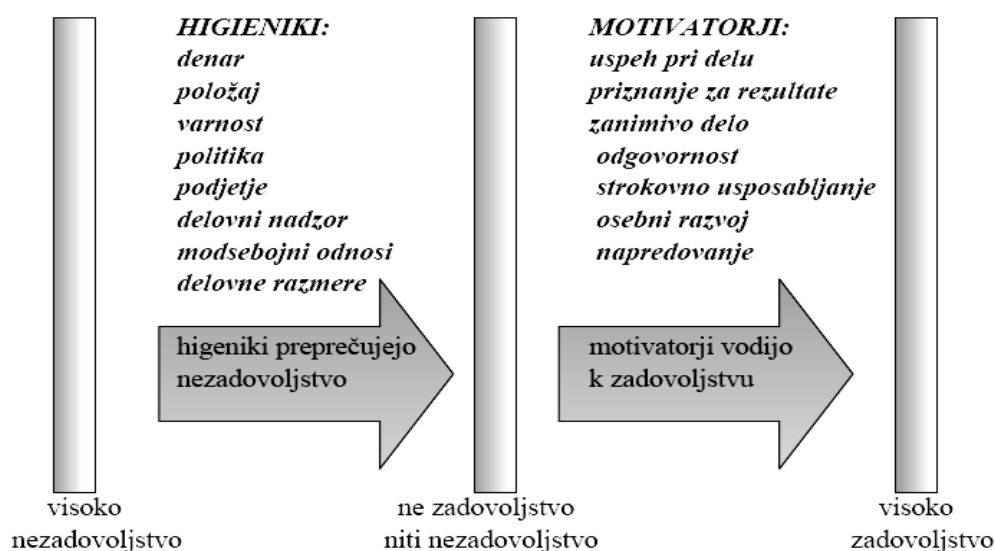 HIGIENIKI:
denar
položaj
varnost
politika
podjetje
delovni nadzor
modsebojni odnosi
delovne razmere
higeniki preprečujejo
nezadovoljstvo
MOTIVATORJI:
uspeh pri delu
priznanje za rezultate
zanimivo delo
odgovornost
strokovno usposabljanje
osebni razvoj
napredovanje
motivatorji vodijo
k zadovoljstvu
visoko
nezadovoljstvo
ne zadovoljstvo
niti nezadovoljstvo
visoko
zadovoljstvo